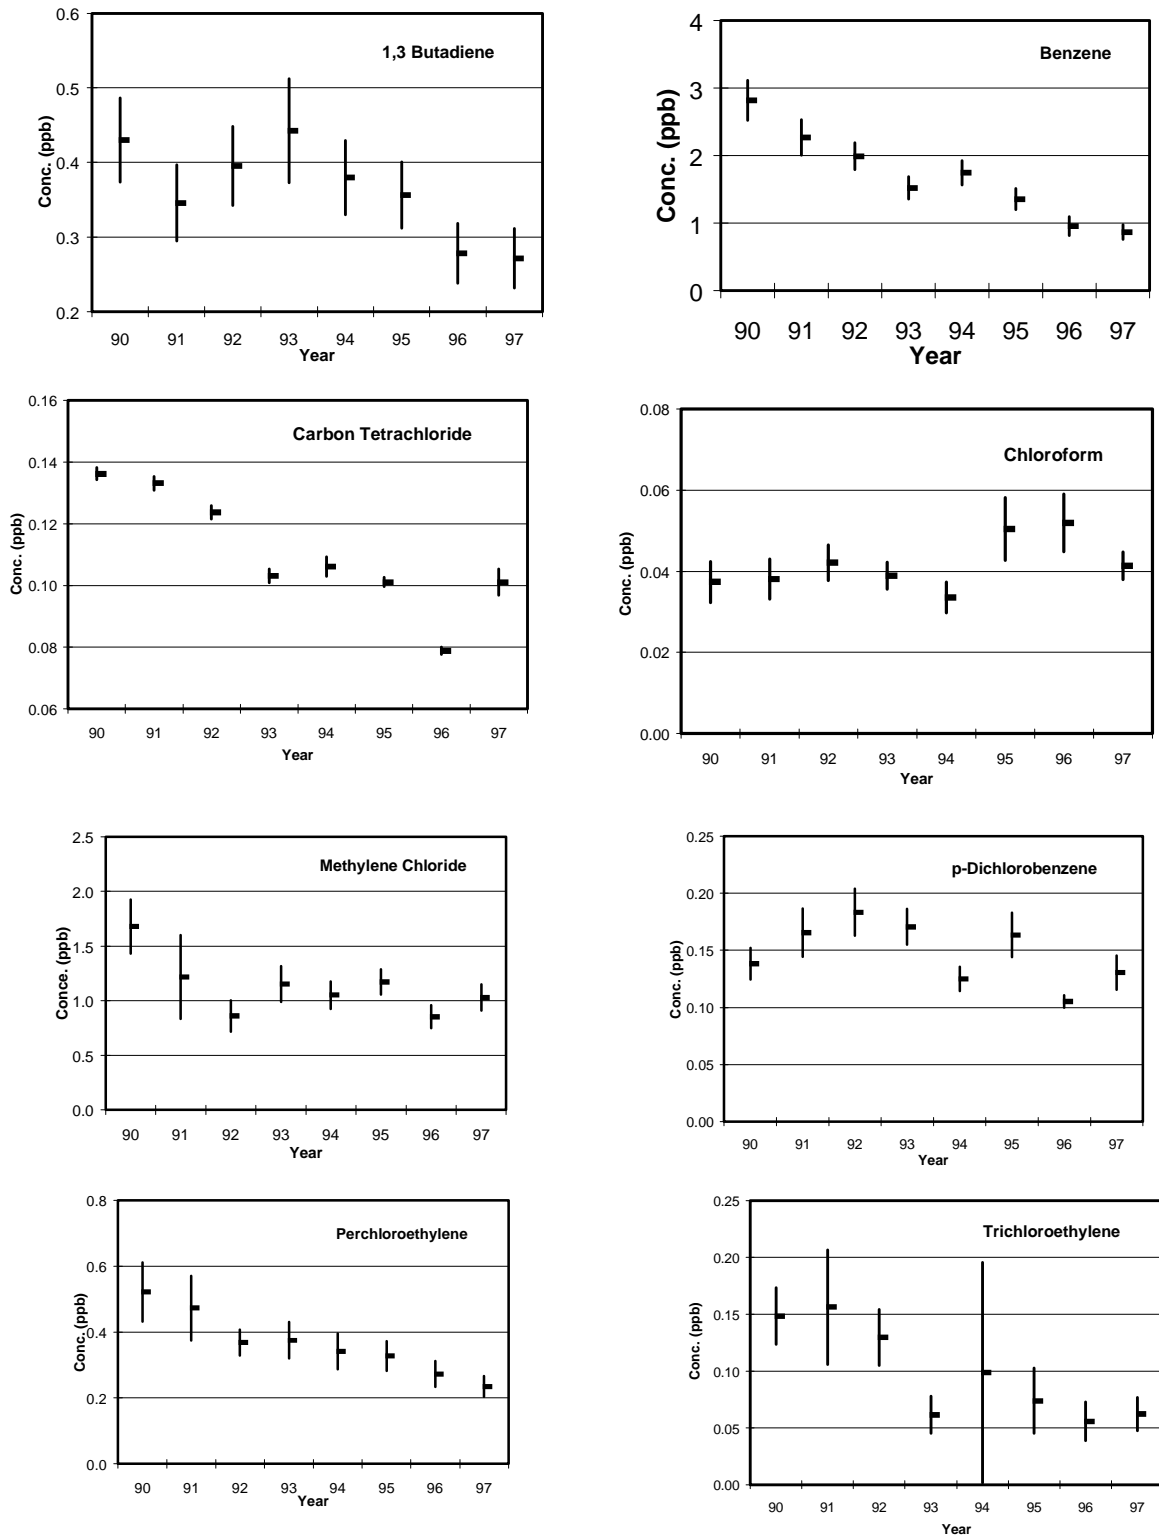 1,3 Butadiene
Conc. (ppb)
0.6
0.5
0.4
0.3
0.2
90 91 92 93 94 95 96 97
Year
Benzene
Conc. (ppb)
4
3
2
1
0
90 91 92 93 94 95 96 97
Year
Carbon Tetrachloride
Conc. (ppb)
0.16
0.14
0.12
0.10
0.08
0.06
90 91 92 93 94 95 96 97
Year
Chloroform
Conc. (ppb)
0.08
0.06
0.04
0.02
0.00
90 91 92 93 94 95 96 97
Year
Methylene Chloride
Conce. (ppb)
2.5
2.0
1.5
1.0
0.5
0.0
90 91 92 93 94 95 96 97
Year
p-Dichlorobenzene
Conc. (ppb)
0.25
0.20
0.15
0.10
0.05
0.00
90 91 92 93 94 95 96 97
Year
Perchloroethylene
Conc. (ppb)
0.8
0.6
0.4
0.2
0.0
90 91 92 93 94 95 96 97
Year
Trichloroethylene
Conc. (ppb)
0.25
0.20
0.15
0.10
0.05
0.00
90 91 92 93 94 95 96 97
Year